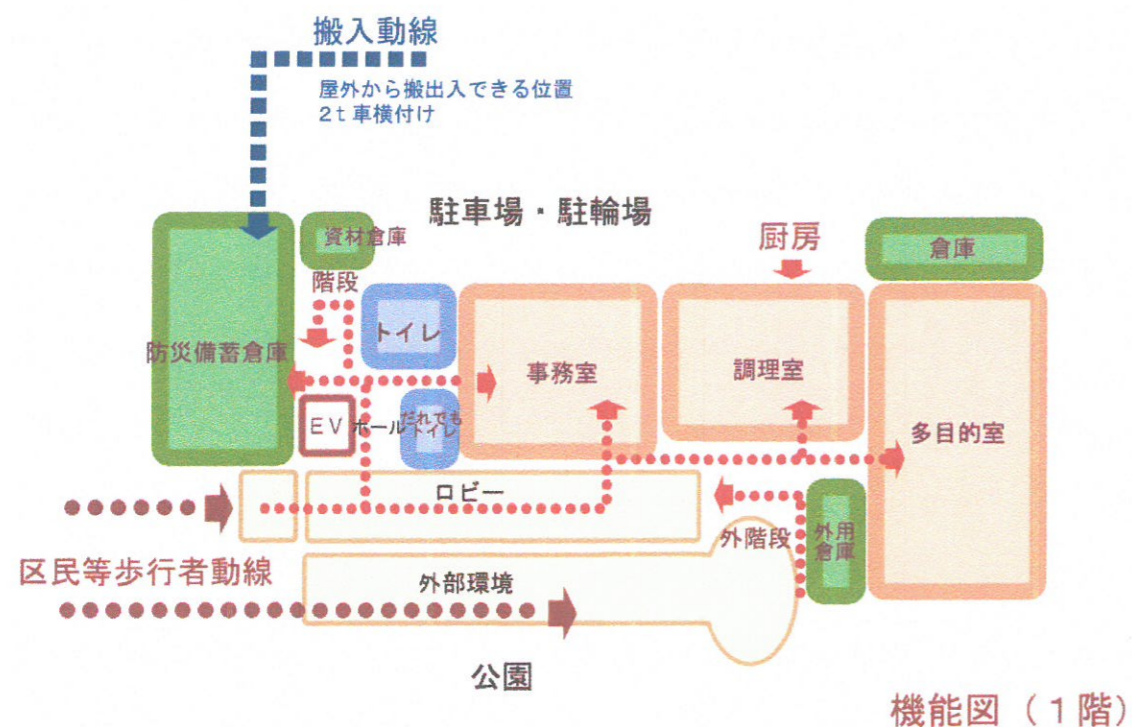 搬入動線
屋外から搬出入できる位置
2t車横付け
駐車場・駐輪場
資材倉庫
厨房
倉庫
階段
トイレ
防災備蓄倉庫
事務室
調理室
EV
ホール
だれでも
トイレ
多目的室
ロビー
外階段
外用
倉庫
区民等歩行者動線
外部環境
公園
機能図(1階)